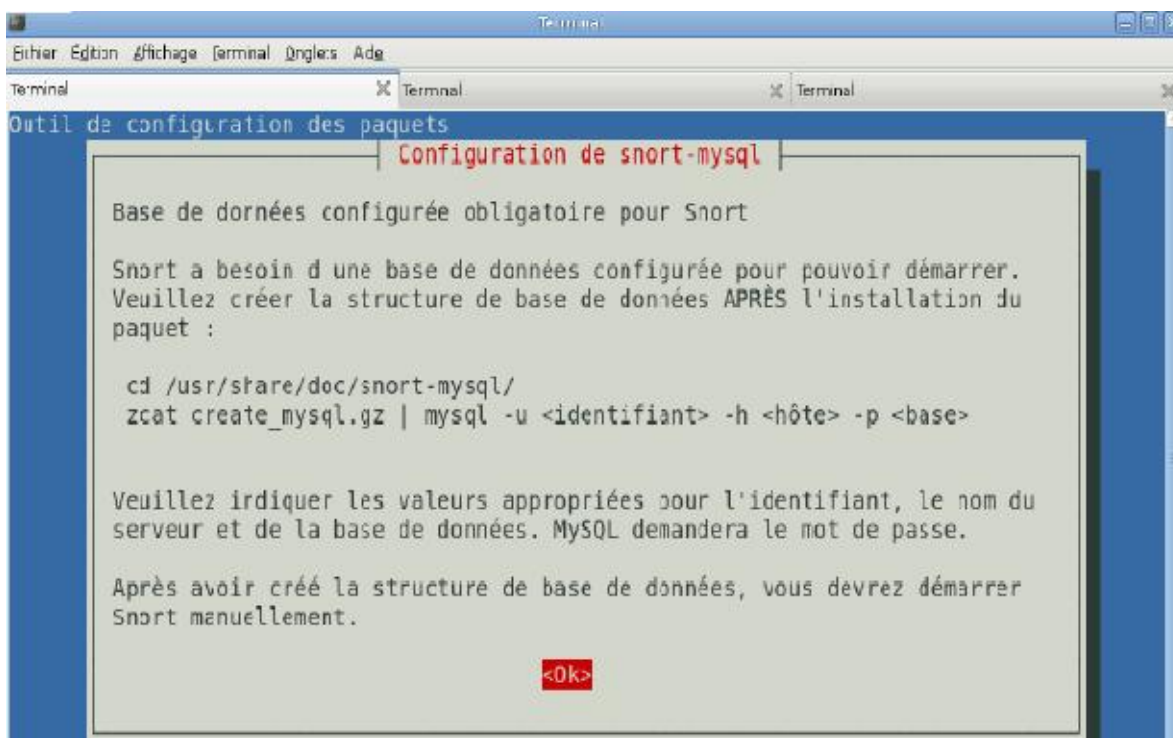 Terminal
Fichier Édition Affichage Terminal Onglets Aide
Terminal Terminal Terminal
Outil de configuration des paquets
Configuration de snort-mysql
Base de données configurée obligatoire pour Snort
Snort a besoin d une base de données configurée pour pouvoir démarrer.
Veuillez créer la structure de base de données APRÈS l'installation du
paquet :
cd /usr/share/doc/snort-mysql/
zcat create_mysql.gz | mysql -u <identifiant> -h <hôte> -p <base>
Veuillez indiquer les valeurs appropriées pour l'identifiant, le nom du
serveur et de la base de données. MySQL demandera le mot de passe.
Après avoir créé la structure de base de données, vous devrez démarrer
Snort manuellement.
<Ok>